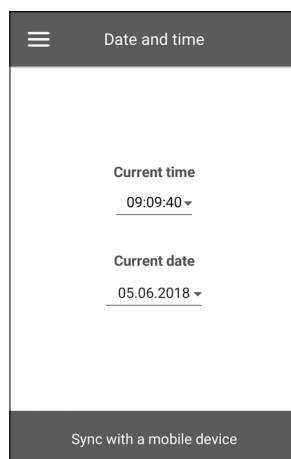 Date and time
Current time
09:09:40
Current date
05.06.2018
Sync with a mobile device